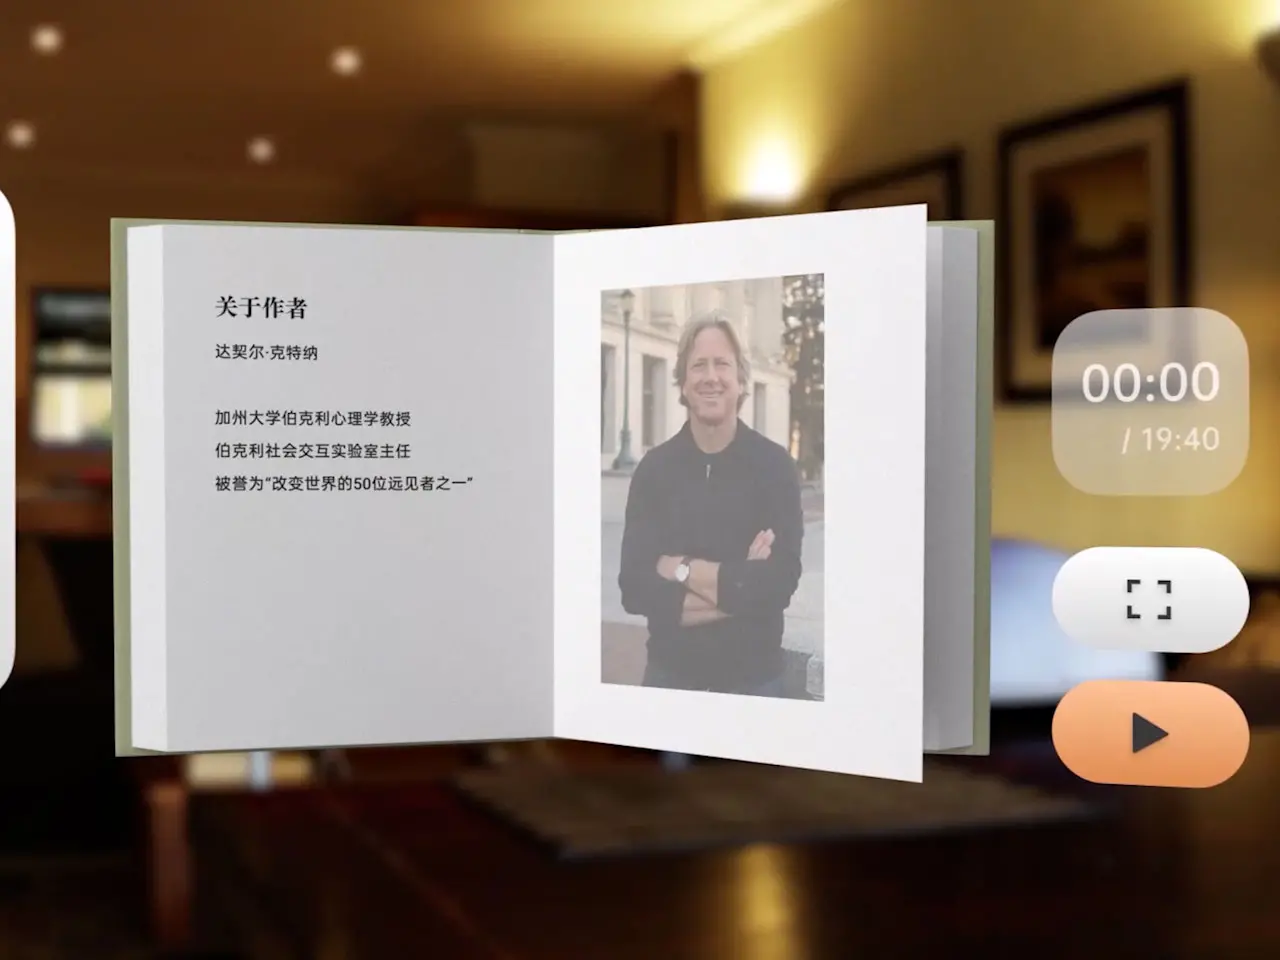 关于作者
达契尔·克特纳
加州大学伯克利心理学教授
伯克利社会交互实验室主任
被誉为“改变世界的50位远见者之一”
00:00
/ 19:40